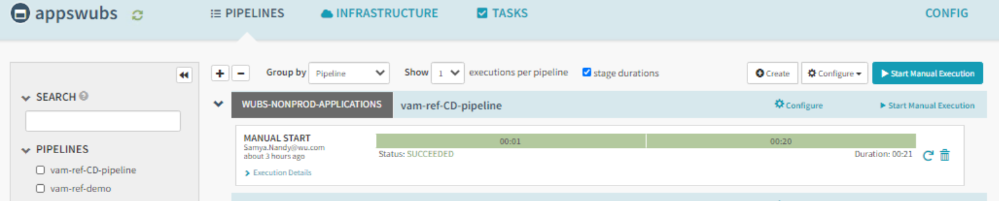 appswubs
PIPELINES INFRASTRUCTURE TASKS CONFIG
Group by Pipeline Show 1 executions per pipeline stage durations Create Configure Start Manual Execution
SEARCH
WUBS-NONPROD-APPLICATIONS vam-ref-CD-pipeline Configure Start Manual Execution
MANUAL START
Samya.Nandy@wu.com
about 3 hours ago
00:01 00:20
Status: SUCCEEDED Duration: 00:21
Execution Details
PIPELINES
vam-ref-CD-pipeline
vam-ref-demo